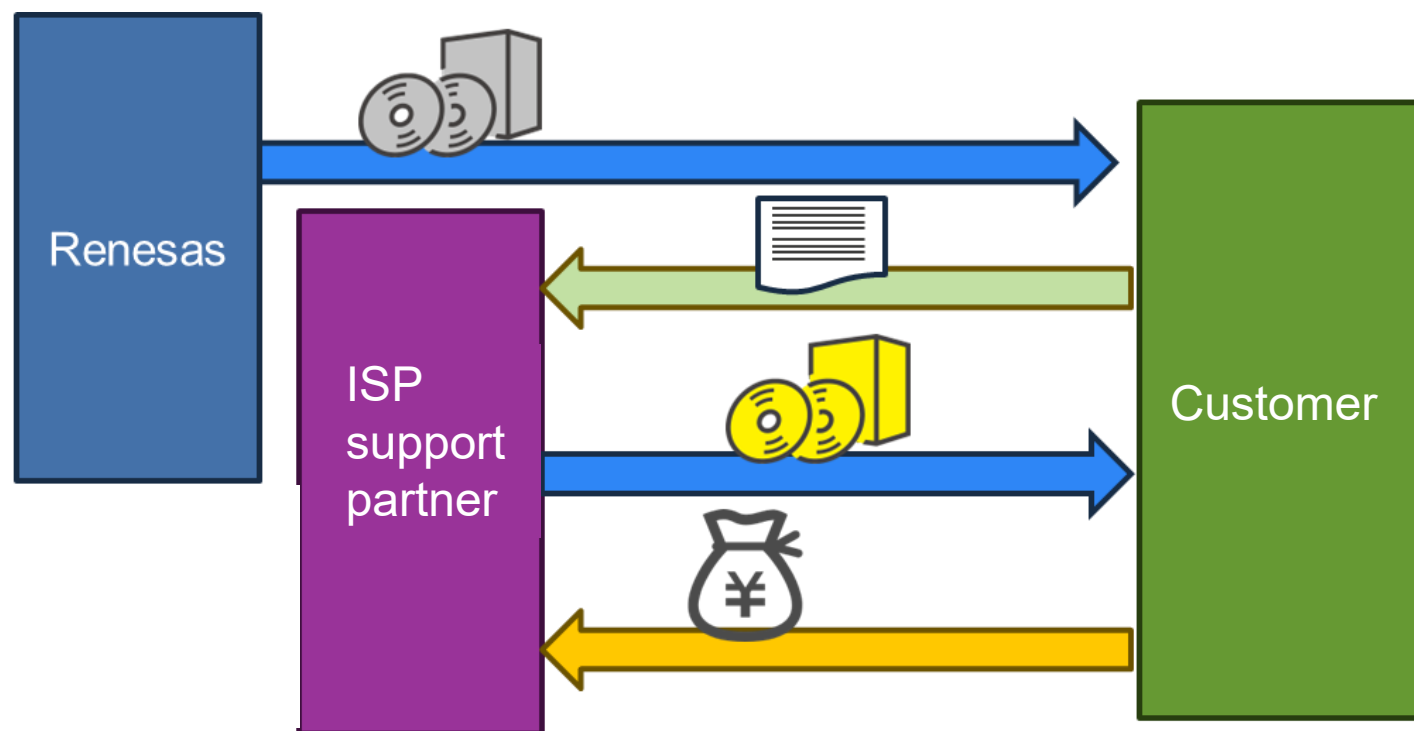 Renesas
ISP
support
partner
Customer
¥